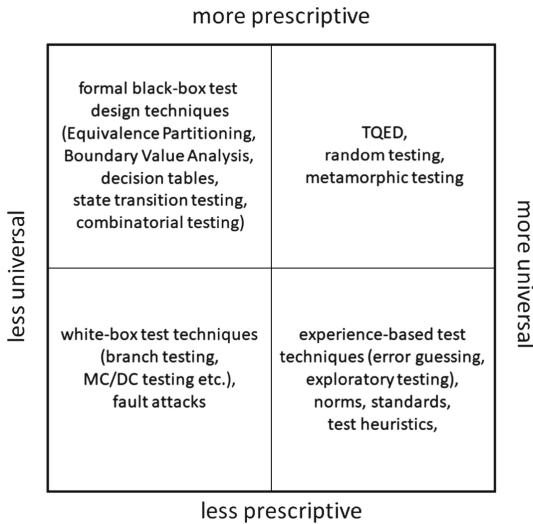 more prescriptive
formal black-box test
design techniques
(Equivalence Partitioning,
Boundary Value Analysis,
decision tables,
state transition testing,
combinatorial testing)
TQED,
random testing,
metamorphic testing
less universal
more universal
white-box test techniques
(branch testing,
MC/DC testing etc.),
fault attacks
experience-based test
techniques (error guessing,
exploratory testing),
norms, standards,
test heuristics,
less prescriptive